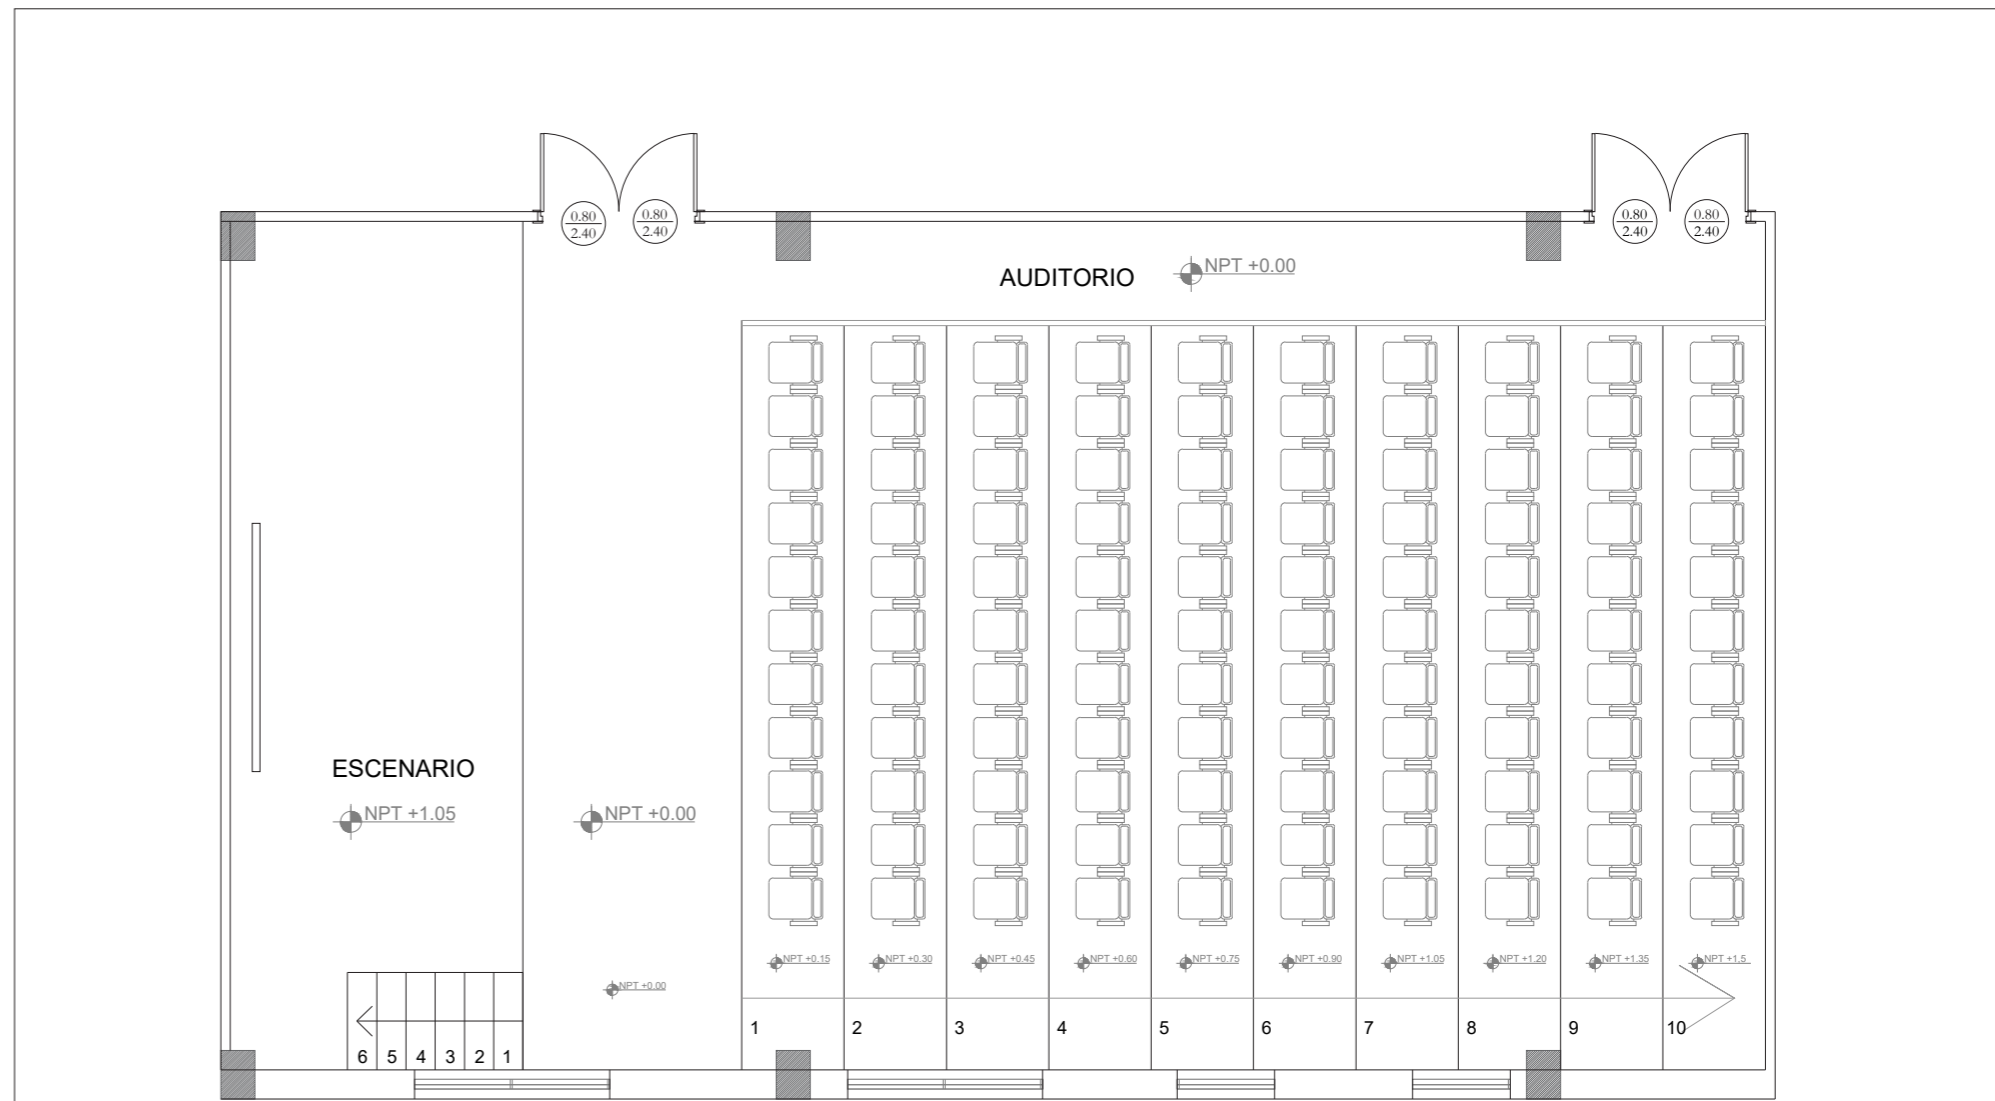 0.80 0.80 0.80 0.80
2.40 2.40 2.40 2.40
AUDITORIO NPT +0.00
ESCENARIO
NPT +1.05 NPT +0.00
NPT +0.15 NPT +0.30 NPT +0.45 NPT +0.60 NPT +0.75 NPT +0.90 NPT +1.05 NPT +1.20 NPT +1.35 NPT +1,5
NPT +0.00
1 2 3 4 5 6 7 8 9 10
6 5 4 3 2 1